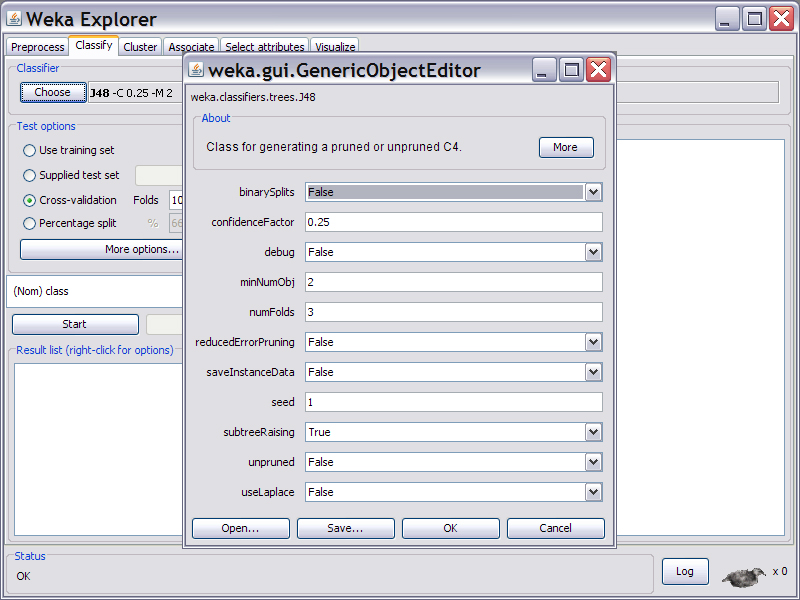 Weka Explorer
Preprocess Classify Cluster Associate Select attributes Visualize
Classifier
Choose J48 -C 0.25 -M 2
Test options
Use training set
Supplied test set
Cross-validation Folds 10
Percentage split % 66
More options...
(Nom) class
Start
Result list (right-click for options)
weka.gui.GenericObjectEditor
weka.classifiers.trees.J48
About
Class for generating a pruned or unpruned C4.
More
binarySplits False
confidenceFactor 0.25
debug False
minNumObj 2
numFolds 3
reducedErrorPruning False
saveInstanceData False
seed 1
subtreeRaising True
unpruned False
useLaplace False
Open... Save... OK Cancel
Status
OK
Log
x 0